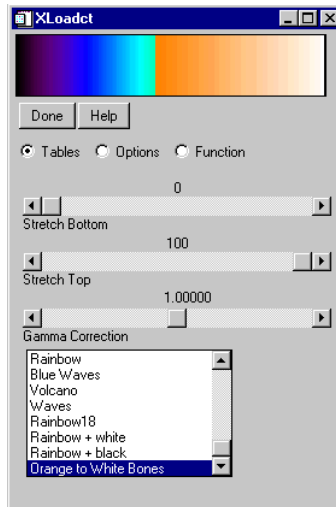 XLoadct
Done Help
Tables Options Function
0
Stretch Bottom
100
Stretch Top
1.00000
Gamma Correction
Rainbow
Blue Waves
Volcano
Waves
Rainbow18
Rainbow + white
Rainbow + black
Orange to White Bones